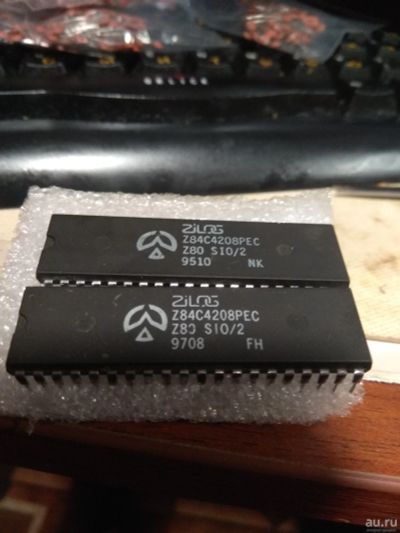 ZiLOG
Z84C4208PEC
Z80 SIO/2
9510 NK
ZiLOG
Z84C4208PEC
Z80 SIO/2
9708 FH
au.ru